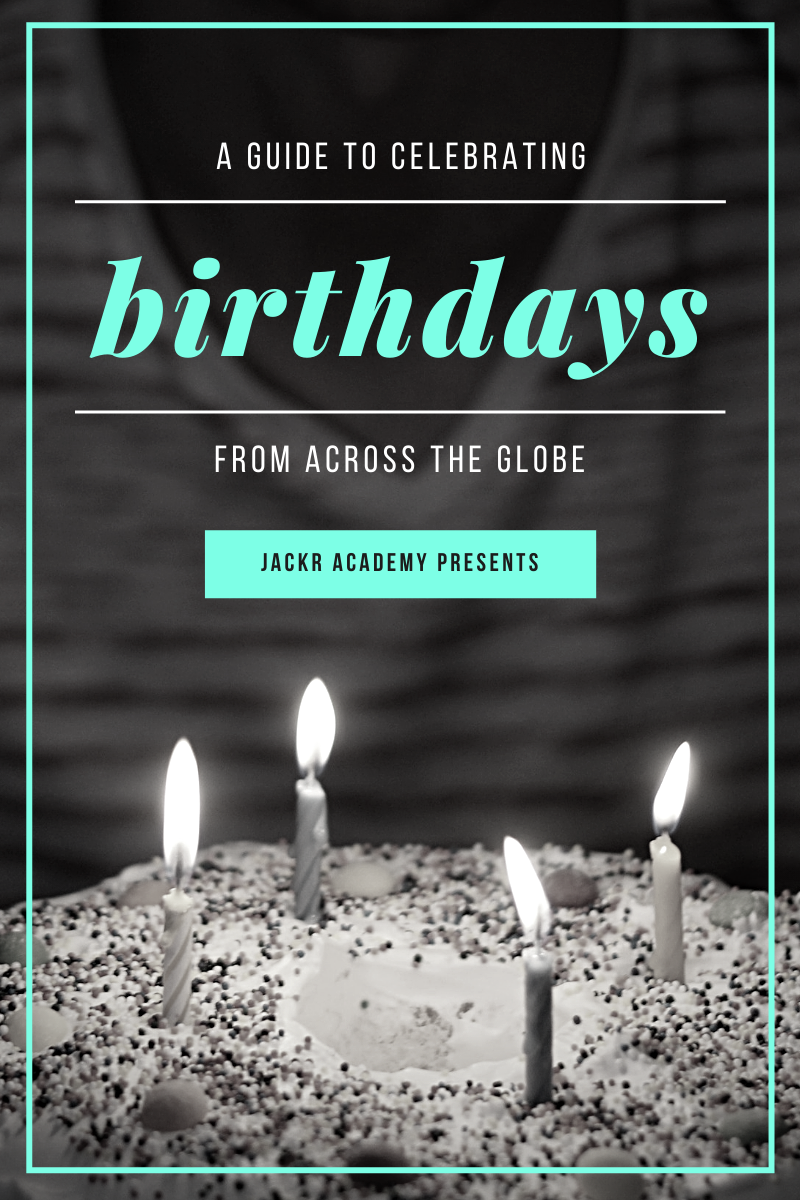 A GUIDE TO CELEBRATING
birthdays
FROM ACROSS THE GLOBE
JACKR ACADEMY PRESENTS